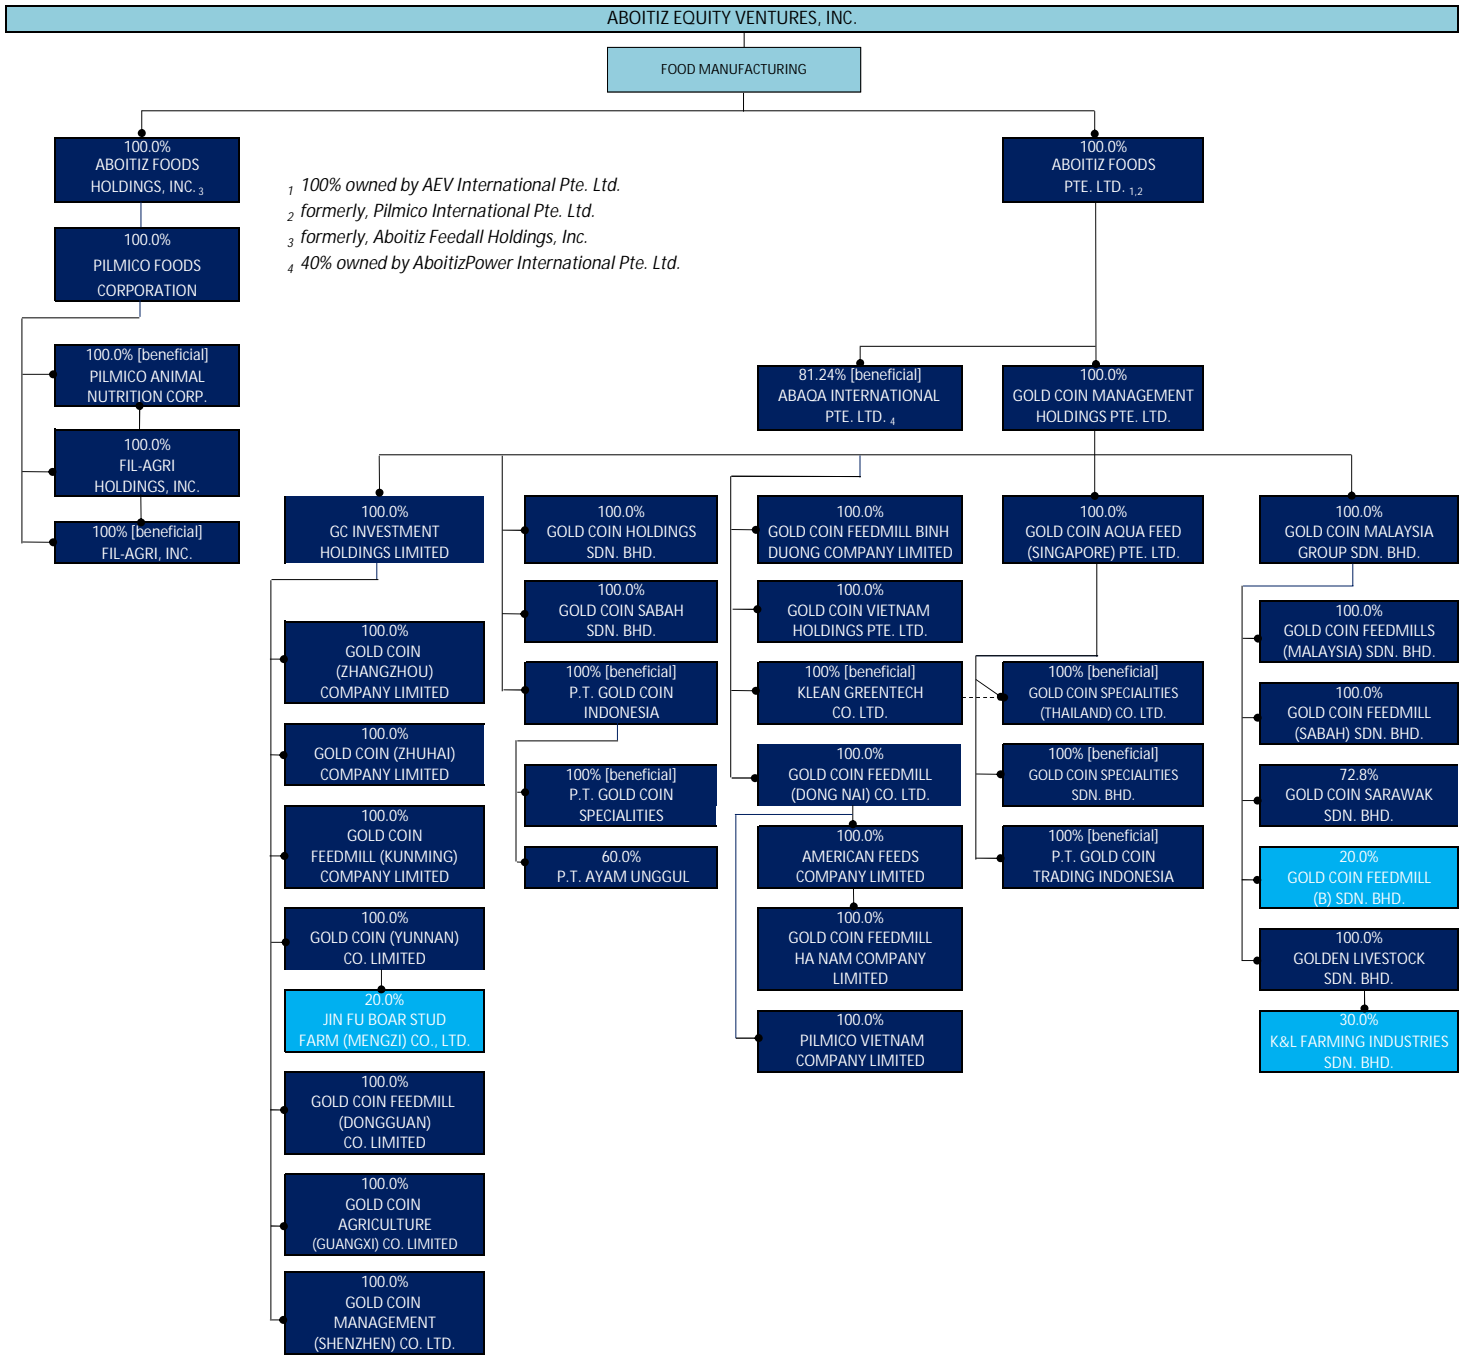 ABOITIZ EQUITY VENTURES, INC.
FOOD MANUFACTURING
100.0%
ABOITIZ FOODS
HOLDINGS, INC. 3
100.0%
PILMICO FOODS
CORPORATION
100.0% [beneficial]
PILMICO ANIMAL
NUTRITION CORP.
100.0%
FIL-AGRI
HOLDINGS, INC.
100% [beneficial]
FIL-AGRI, INC.
1 100% owned by AEV International Pte. Ltd.
2 formerly, Pilmico International Pte. Ltd.
3 formerly, Aboitiz Feedall Holdings, Inc.
4 40% owned by AboitizPower International Pte. Ltd.
100.0%
ABOITIZ FOODS
PTE. LTD. 1,2
81.24% [beneficial]
ABAQA INTERNATIONAL
PTE. LTD. 4
100.0%
GOLD COIN MANAGEMENT
HOLDINGS PTE. LTD.
100.0%
GC INVESTMENT
HOLDINGS LIMITED
100.0%
GOLD COIN
(ZHANGZHOU)
COMPANY LIMITED
100.0%
GOLD COIN (ZHUHAI)
COMPANY LIMITED
100.0%
GOLD COIN
FEEDMILL (KUNMING)
COMPANY LIMITED
100.0%
GOLD COIN (YUNNAN)
CO. LIMITED
20.0%
JIN FU BOAR STUD
FARM (MENGZI) CO., LTD.
100.0%
GOLD COIN FEEDMILL
(DONGGUAN)
CO. LIMITED
100.0%
GOLD COIN
AGRICULTURE
(GUANGXI) CO. LIMITED
100.0%
GOLD COIN
MANAGEMENT
(SHENZHEN) CO. LTD.
100.0%
GOLD COIN HOLDINGS
SDN. BHD.
100.0%
GOLD COIN SABAH
SDN. BHD.
100% [beneficial]
P.T. GOLD COIN
INDONESIA
100% [beneficial]
P.T. GOLD COIN
SPECIALITIES
60.0%
P.T. AYAM UNGGUL
100.0%
GOLD COIN FEEDMILL BINH
DUONG COMPANY LIMITED
100.0%
GOLD COIN VIETNAM
HOLDINGS PTE. LTD.
100% [beneficial]
KLEAN GREENTECH
CO. LTD.
100.0%
GOLD COIN FEEDMILL
(DONG NAI) CO. LTD.
100.0%
AMERICAN FEEDS
COMPANY LIMITED
100.0%
GOLD COIN FEEDMILL
HA NAM COMPANY
LIMITED
100.0%
PILMICO VIETNAM
COMPANY LIMITED
100.0%
GOLD COIN AQUA FEED
(SINGAPORE) PTE. LTD.
100% [beneficial]
GOLD COIN SPECIALITIES
(THAILAND) CO. LTD.
100% [beneficial]
GOLD COIN SPECIALITIES
SDN. BHD.
100% [beneficial]
P.T. GOLD COIN
TRADING INDONESIA
100.0%
GOLD COIN MALAYSIA
GROUP SDN. BHD.
100.0%
GOLD COIN FEEDMILLS
(MALAYSIA) SDN. BHD.
100.0%
GOLD COIN FEEDMILL
(SABAH) SDN. BHD.
72.8%
GOLD COIN SARAWAK
SDN. BHD.
20.0%
GOLD COIN FEEDMILL
(B) SDN. BHD.
100.0%
GOLDEN LIVESTOCK
SDN. BHD.
30.0%
K&L FARMING INDUSTRIES
SDN. BHD.